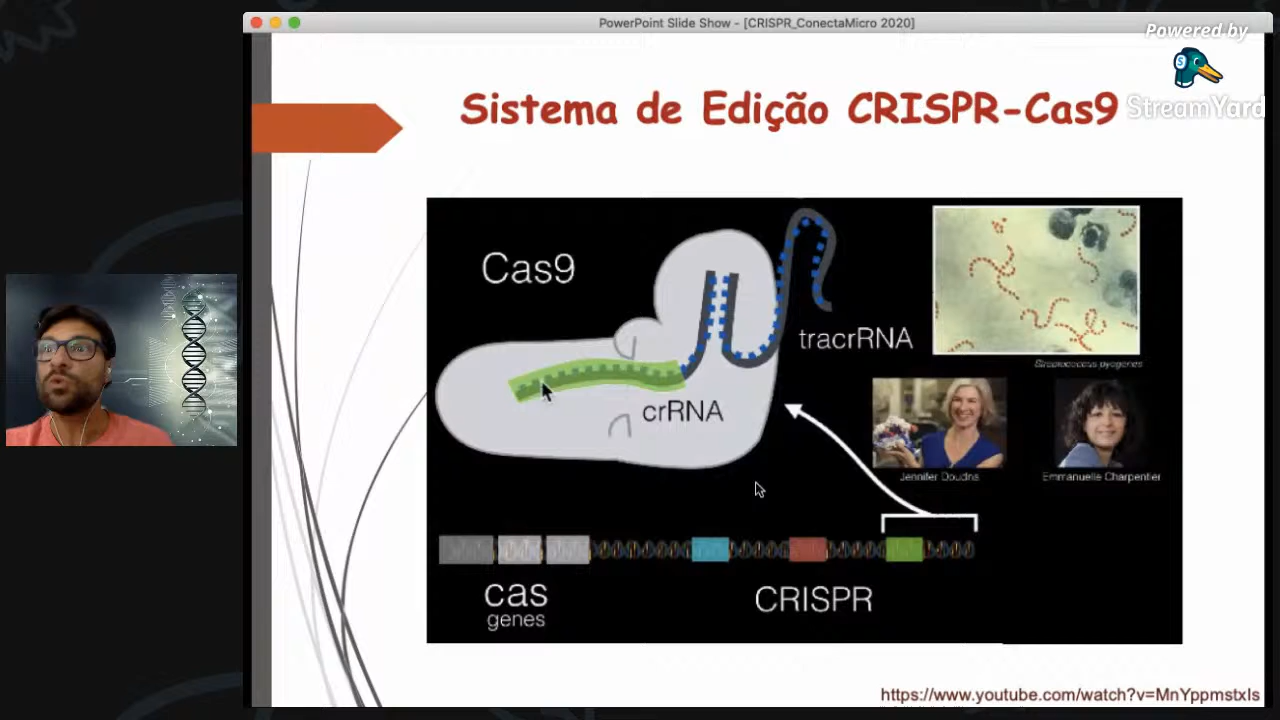 PowerPoint Slide Show - [CRISPR_ConectaMicro 2020]
Powered by
StreamYard
Sistema de Edição CRISPR-Cas9
Cas9
tracrRNA
Streptococcus pyogenes
crRNA
Jennifer Doudna
Emmanuelle Charpentier
cas
genes
CRISPR
https://www.youtube.com/watch?v=MnYppmstxIs